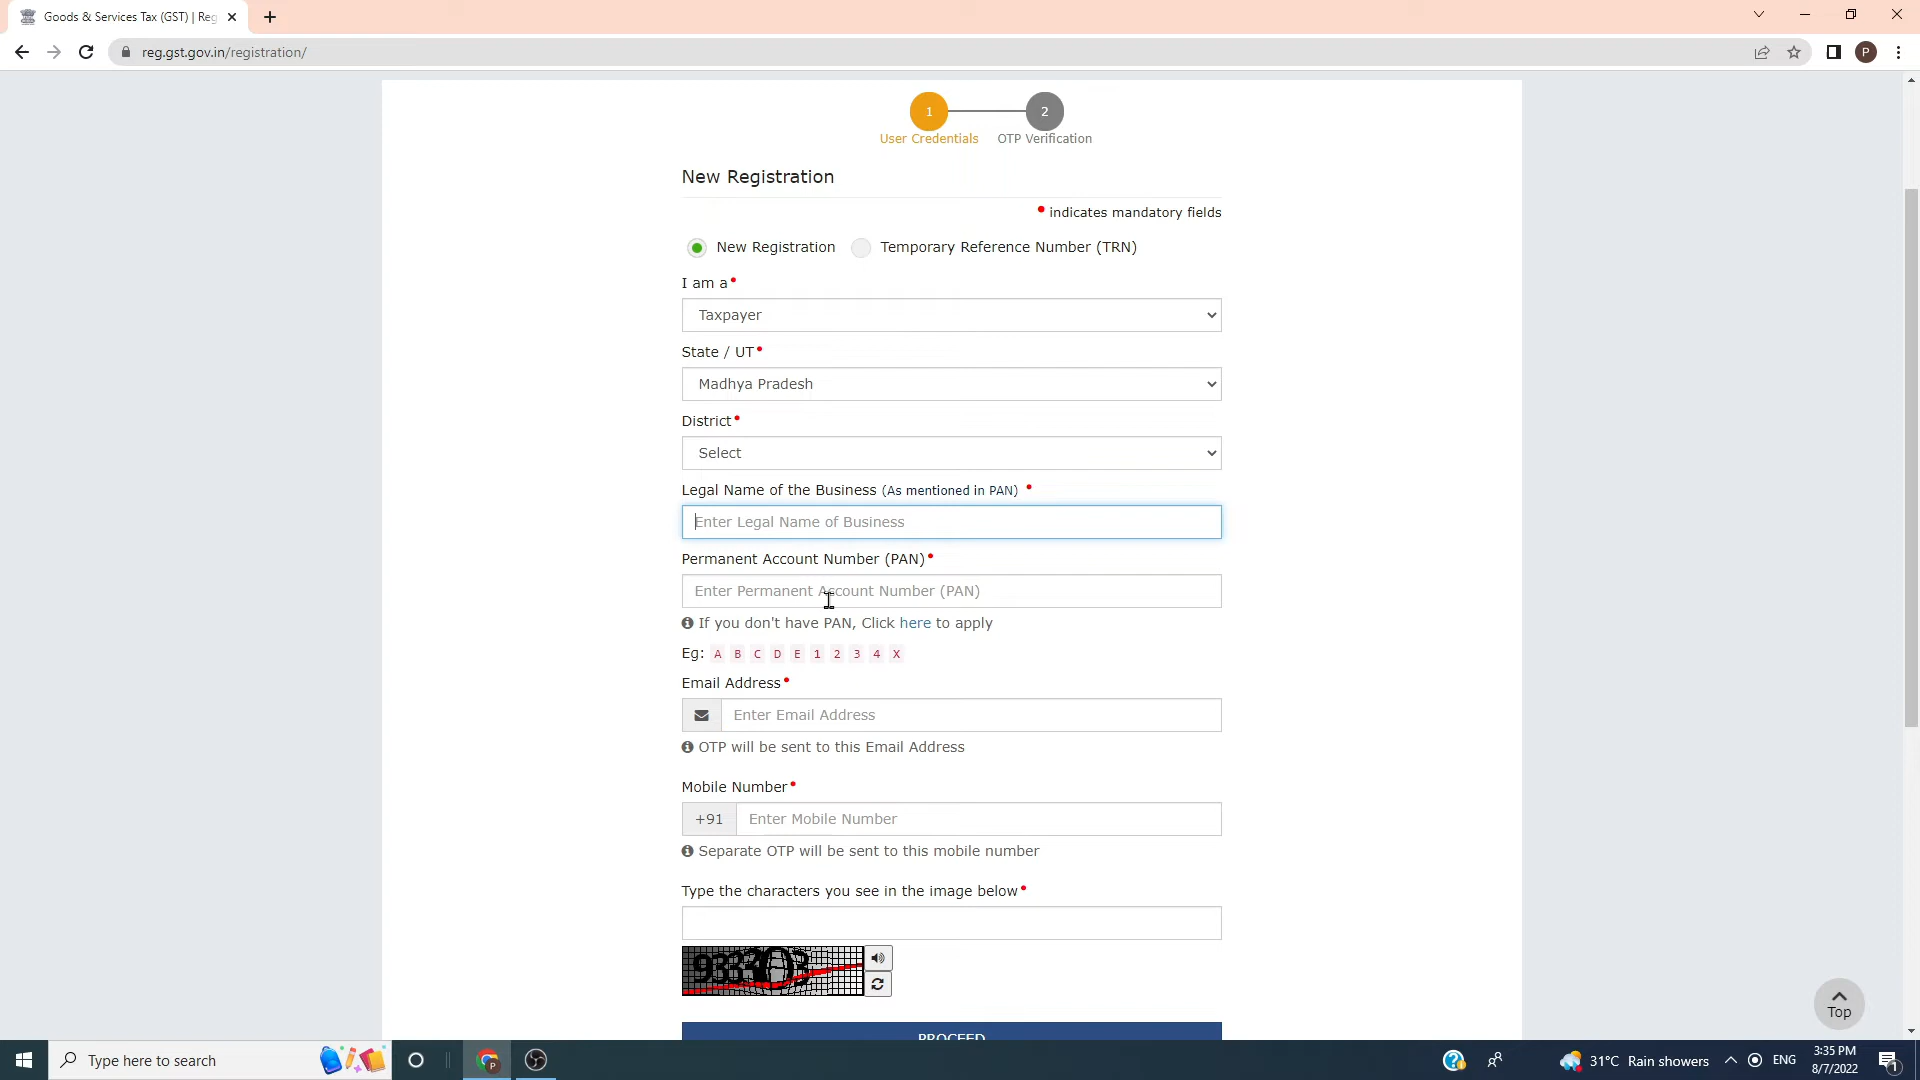 Goods & Services Tax (GST) | Reg
reg.gst.gov.in/registration/
P
1
2
User Credentials
OTP Verification
New Registration
• indicates mandatory fields
New Registration
Temporary Reference Number (TRN)
I am a•
Taxpayer
State / UT•
Madhya Pradesh
District•
Select
Legal Name of the Business (As mentioned in PAN) •
Enter Legal Name of Business
Permanent Account Number (PAN)•
Enter Permanent Account Number (PAN)
If you don't have PAN, Click here to apply
Eg: A B C D E 1 2 3 4 X
Email Address•
Enter Email Address
OTP will be sent to this Email Address
Mobile Number•
+91
Enter Mobile Number
Separate OTP will be sent to this mobile number
Type the characters you see in the image below•
Top
PROCEED
Type here to search
31°C Rain showers
ENG
3:35 PM
8/7/2022
1